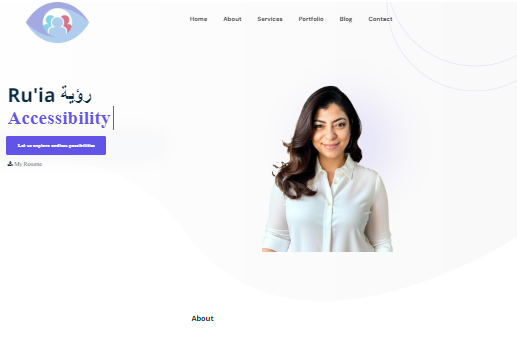 Home About Services Portfolio Blog Contact
Ru'ia رؤية
Accessibility
Let us explore endless possibilities
My Resume
About